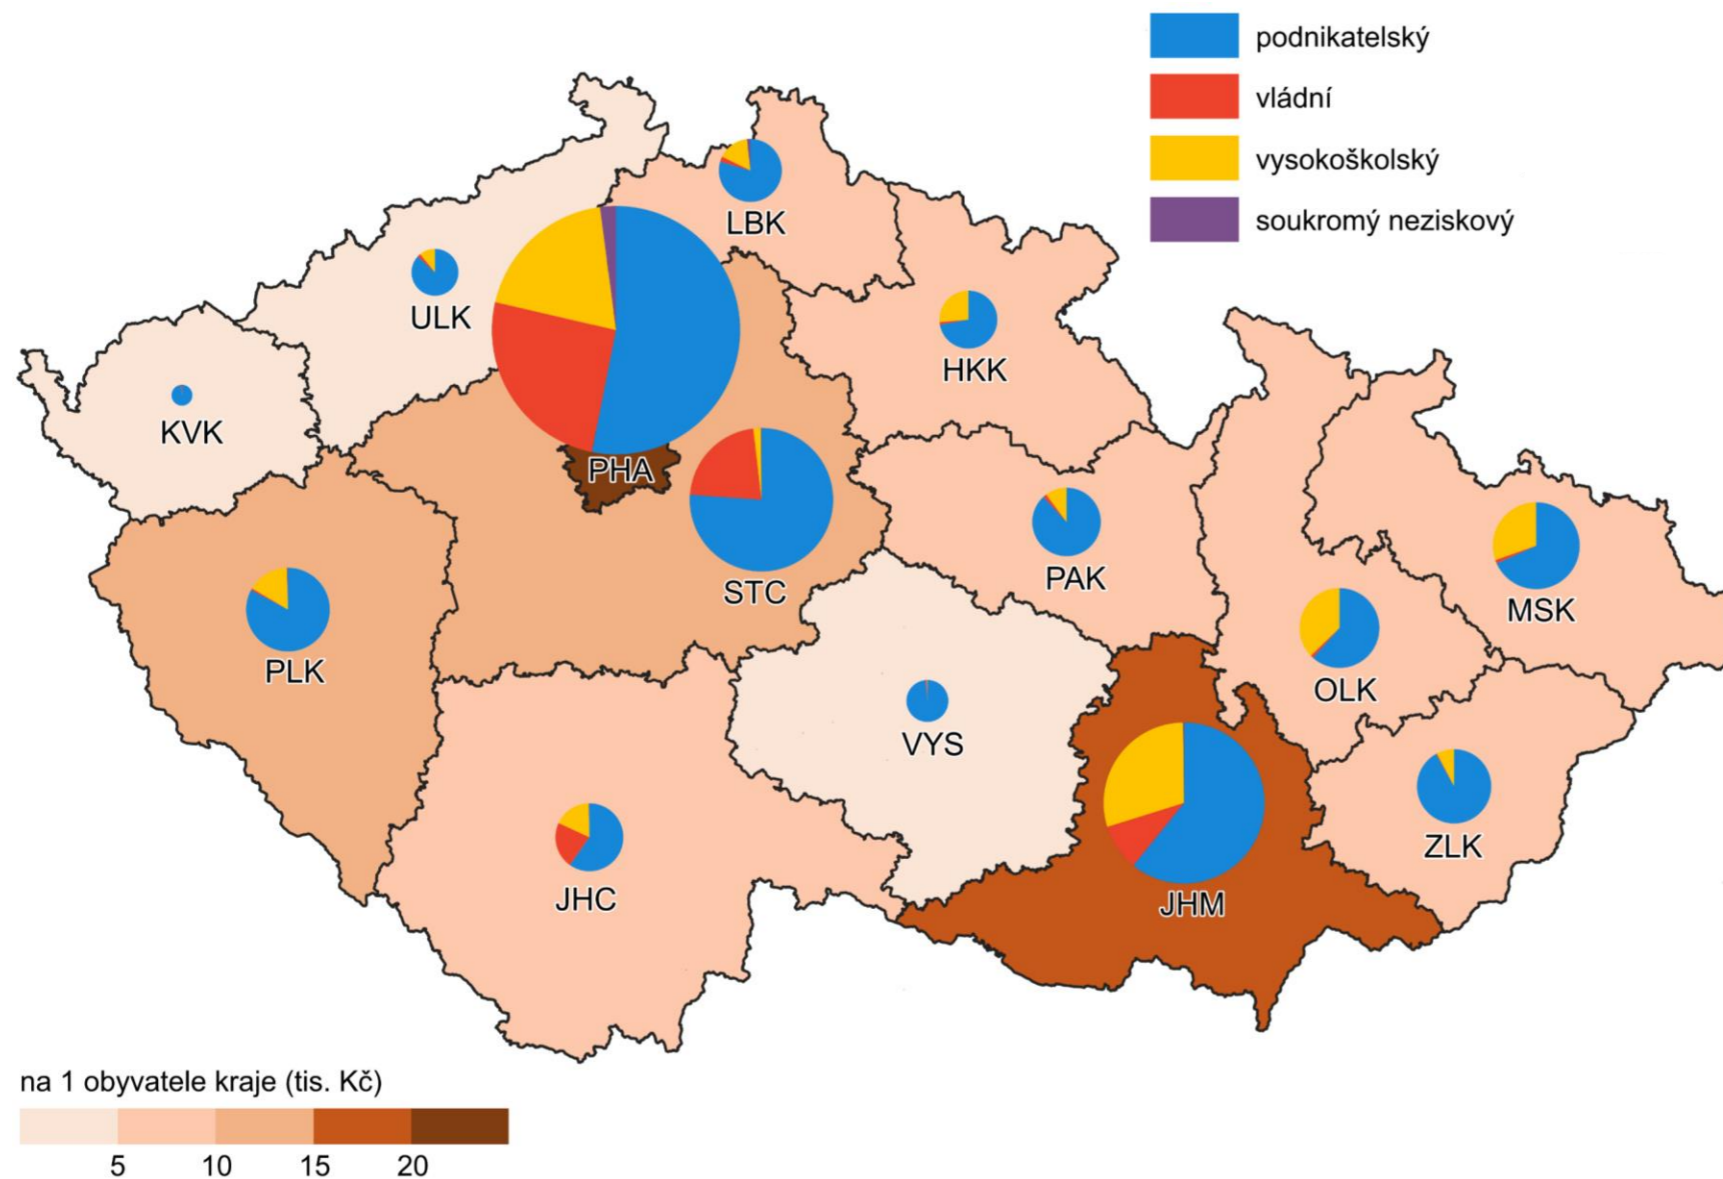 podnikatelský
vládní
vysokoškolský
soukromý neziskový
LBK
ULK
HKK
KVK
PHA
STC
PAK
MSK
PLK
OLK
VYS
ZLK
JHC
JHM
na 1 obyvatele kraje (tis. Kč)
5 10 15 20